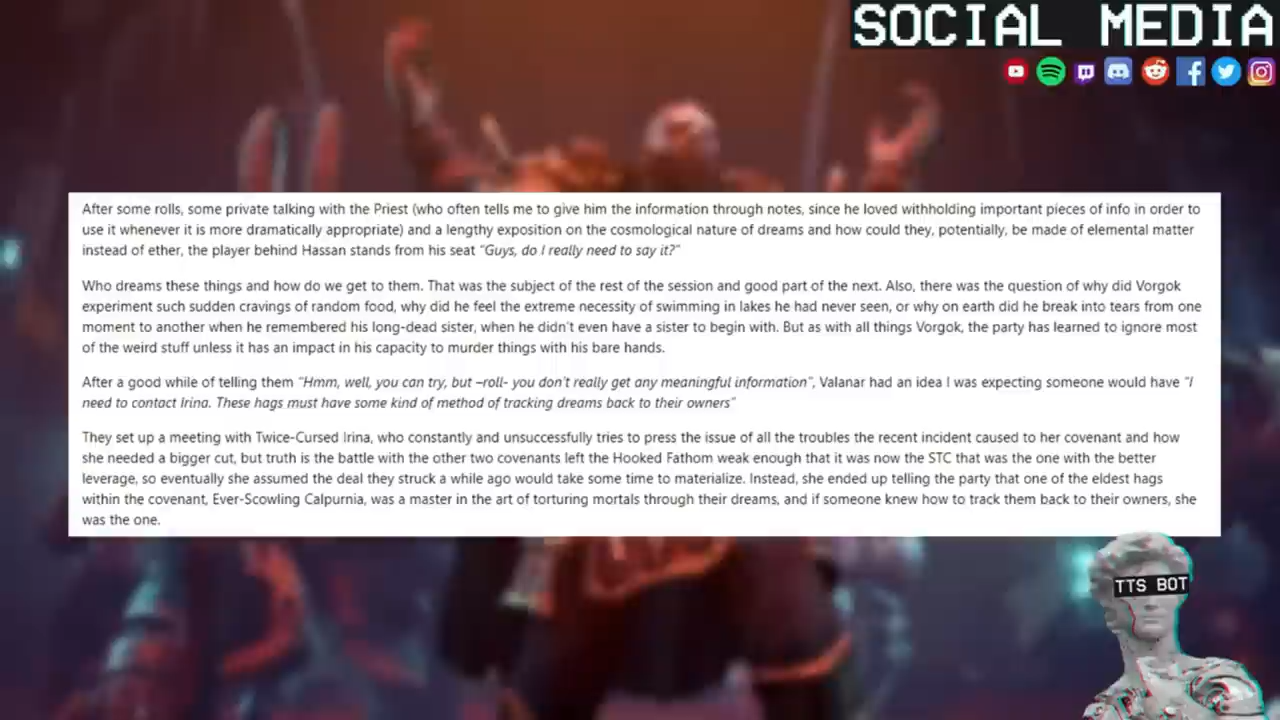 SOCIAL MEDIA
After some rolls, some private talking with the Priest (who often tells me to give him the information through notes, since he loved withholding important pieces of info in order to
use it whenever it is more dramatically appropriate) and a lengthy exposition on the cosmological nature of dreams and how could they, potentially, be made of elemental matter
instead of ether, the player behind Hassan stands from his seat “Guys, do I really need to say it?”
Who dreams these things and how do we get to them. That was the subject of the rest of the session and good part of the next. Also, there was the question of why did Vorgok
experiment such sudden cravings of random food, why did he feel the extreme necessity of swimming in lakes he had never seen, or why on earth did he break into tears from one
moment to another when he remembered his long-dead sister, when he didn’t even have a sister to begin with. But as with all things Vorgok, the party has learned to ignore most
of the weird stuff unless it has an impact in his capacity to murder things with his bare hands.
After a good while of telling them “Hmm, well, you can try, but –roll- you don’t really get any meaningful information”, Valanar had an idea I was expecting someone would have “I
need to contact Irina. These hags must have some kind of method of tracking dreams back to their owners”
They set up a meeting with Twice-Cursed Irina, who constantly and unsuccessfully tries to press the issue of all the troubles the recent incident caused to her covenant and how
she needed a bigger cut, but truth is the battle with the other two covenants left the Hooked Fathom weak enough that it was now the STC that was the one with the better
leverage, so eventually she assumed the deal they struck a while ago would take some time to materialize. Instead, she ended up telling the party that one of the eldest hags
within the covenant, Ever-Scowling Calpurnia, was a master in the art of torturing mortals through their dreams, and if someone knew how to track them back to their owners, she
was the one.
TTS BOT